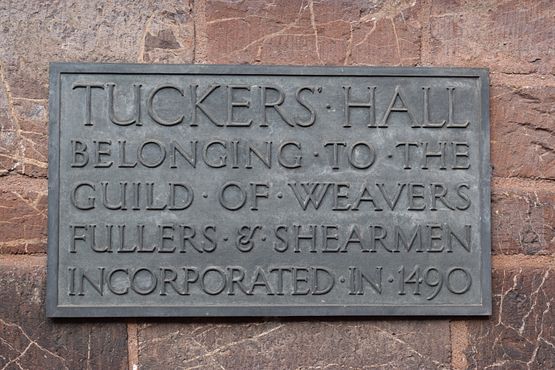 TUCKERS'·HALL
BELONGING·TO·THE
GUILD·OF·WEAVERS
FULLERS·&·SHEARMEN
INCORPORATED·IN·1490